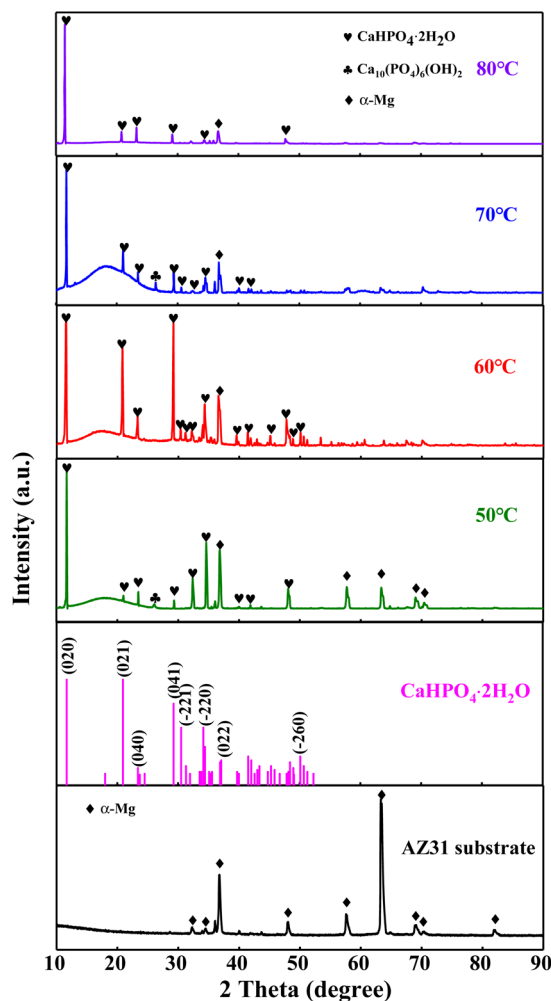 ♥ CaHPO₄·2H₂O
♣ Ca₁₀(PO₄)₆(OH)₂
♦ α-Mg
80°C
70°C
60°C
50°C
Intensity (a.u.)
(020)
(021)
(040)
(041)
(-221)
(-220)
(022)
(-260)
CaHPO₄·2H₂O
♦ α-Mg
AZ31 substrate
10 20 30 40 50 60 70 80 90
2 Theta (degree)